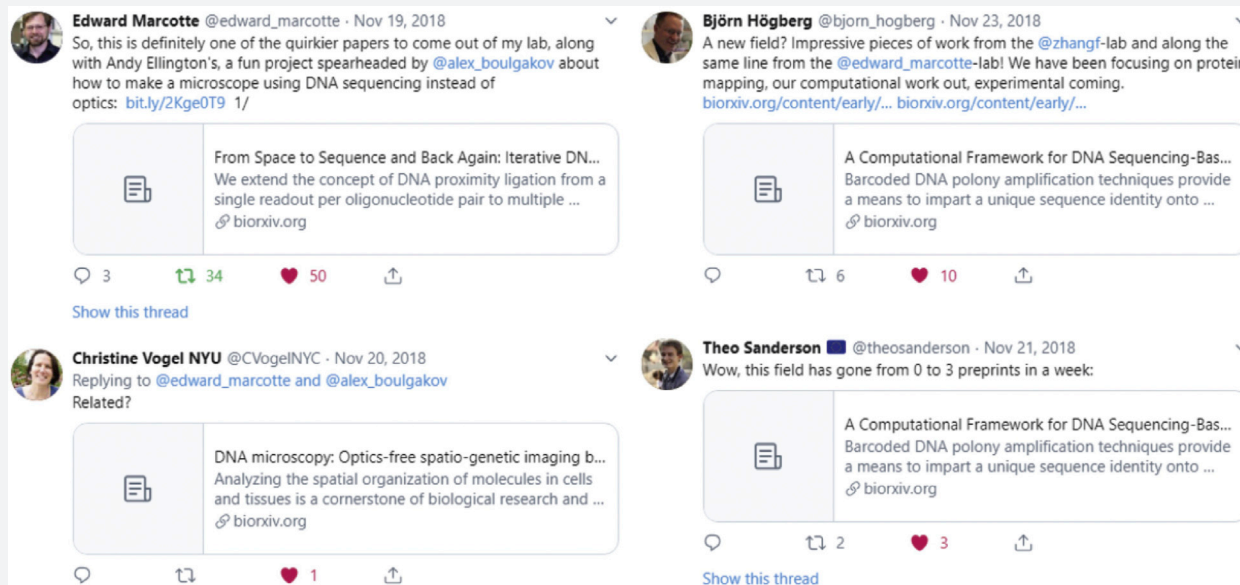 Edward Marcotte @edward_marcotte · Nov 19, 2018
So, this is definitely one of the quirkier papers to come out of my lab, along
with Andy Ellington's, a fun project spearheaded by @alex_boulgakov about
how to make a microscope using DNA sequencing instead of
optics: bit.ly/2Kge0T9 1/
From Space to Sequence and Back Again: Iterative DN...
We extend the concept of DNA proximity ligation from a
single readout per oligonucleotide pair to multiple ...
biorxiv.org
3 34 50
Show this thread
Christine Vogel NYU @CVogelNYC · Nov 20, 2018
Replying to @edward_marcotte and @alex_boulgakov
Related?
DNA microscopy: Optics-free spatio-genetic imaging b...
Analyzing the spatial organization of molecules in cells
and tissues is a cornerstone of biological research and ...
biorxiv.org
1
Björn Högberg @bjorn_hogberg · Nov 23, 2018
A new field? Impressive pieces of work from the @zhangf-lab and along the
same line from the @edward_marcotte-lab! We have been focusing on protein
mapping, our computational work out, experimental coming.
biorxiv.org/content/early/... biorxiv.org/content/early/...
A Computational Framework for DNA Sequencing-Bas...
Barcoded DNA polony amplification techniques provide
a means to impart a unique sequence identity onto ...
biorxiv.org
6 10
Theo Sanderson @theosanderson · Nov 21, 2018
Wow, this field has gone from 0 to 3 preprints in a week:
A Computational Framework for DNA Sequencing-Bas...
Barcoded DNA polony amplification techniques provide
a means to impart a unique sequence identity onto ...
biorxiv.org
2 3
Show this thread